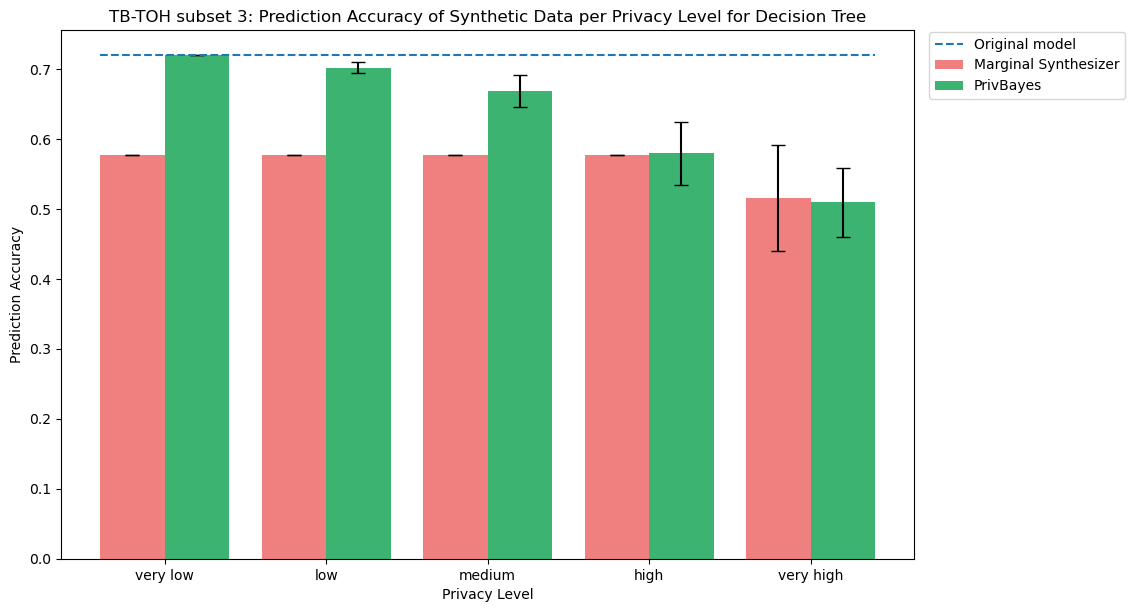 TB-TOH subset 3: Prediction Accuracy of Synthetic Data per Privacy Level for Decision Tree
Original model
Marginal Synthesizer
PrivBayes
Prediction Accuracy
0.7
0.6
0.5
0.4
0.3
0.2
0.1
0.0
very low
low
medium
high
very high
Privacy Level